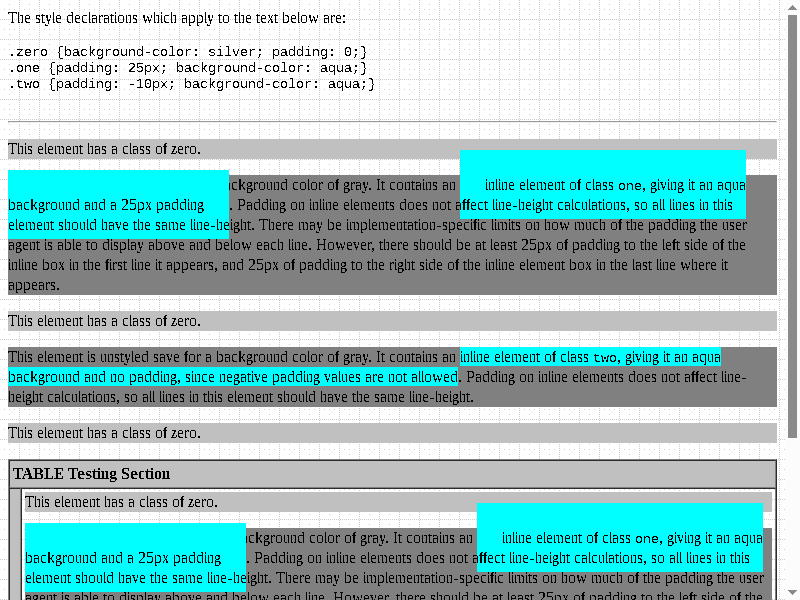 The style declarations which apply to the text below are:
.zero {background-color: silver; padding: 0;}
.one {padding: 25px; background-color: aqua;}
.two {padding: -10px; background-color: aqua;}
This element has a class of zero.
ckground color of gray. It contains an inline element of class one, giving it an aqua
background and a 25px padding. Padding on inline elements does not affect line-height calculations, so all lines in this
element should have the same line-height. There may be implementation-specific limits on how much of the padding the user
agent is able to display above and below each line. However, there should be at least 25px of padding to the left side of the
inline box in the first line it appears, and 25px of padding to the right side of the inline element box in the last line where it
appears.
This element has a class of zero.
This element is unstyled save for a background color of gray. It contains an inline element of class two, giving it an aqua
background and no padding, since negative padding values are not allowed. Padding on inline elements does not affect line-
height calculations, so all lines in this element should have the same line-height.
This element has a class of zero.
TABLE Testing Section
This element has a class of zero.
ckground color of gray. It contains an inline element of class one, giving it an aqua
background and a 25px padding. Padding on inline elements does not affect line-height calculations, so all lines in this
element should have the same line-height. There may be implementation-specific limits on how much of the padding the user
agent is able to display above and below each line. However, there should be at least 25px of padding to the left side of the